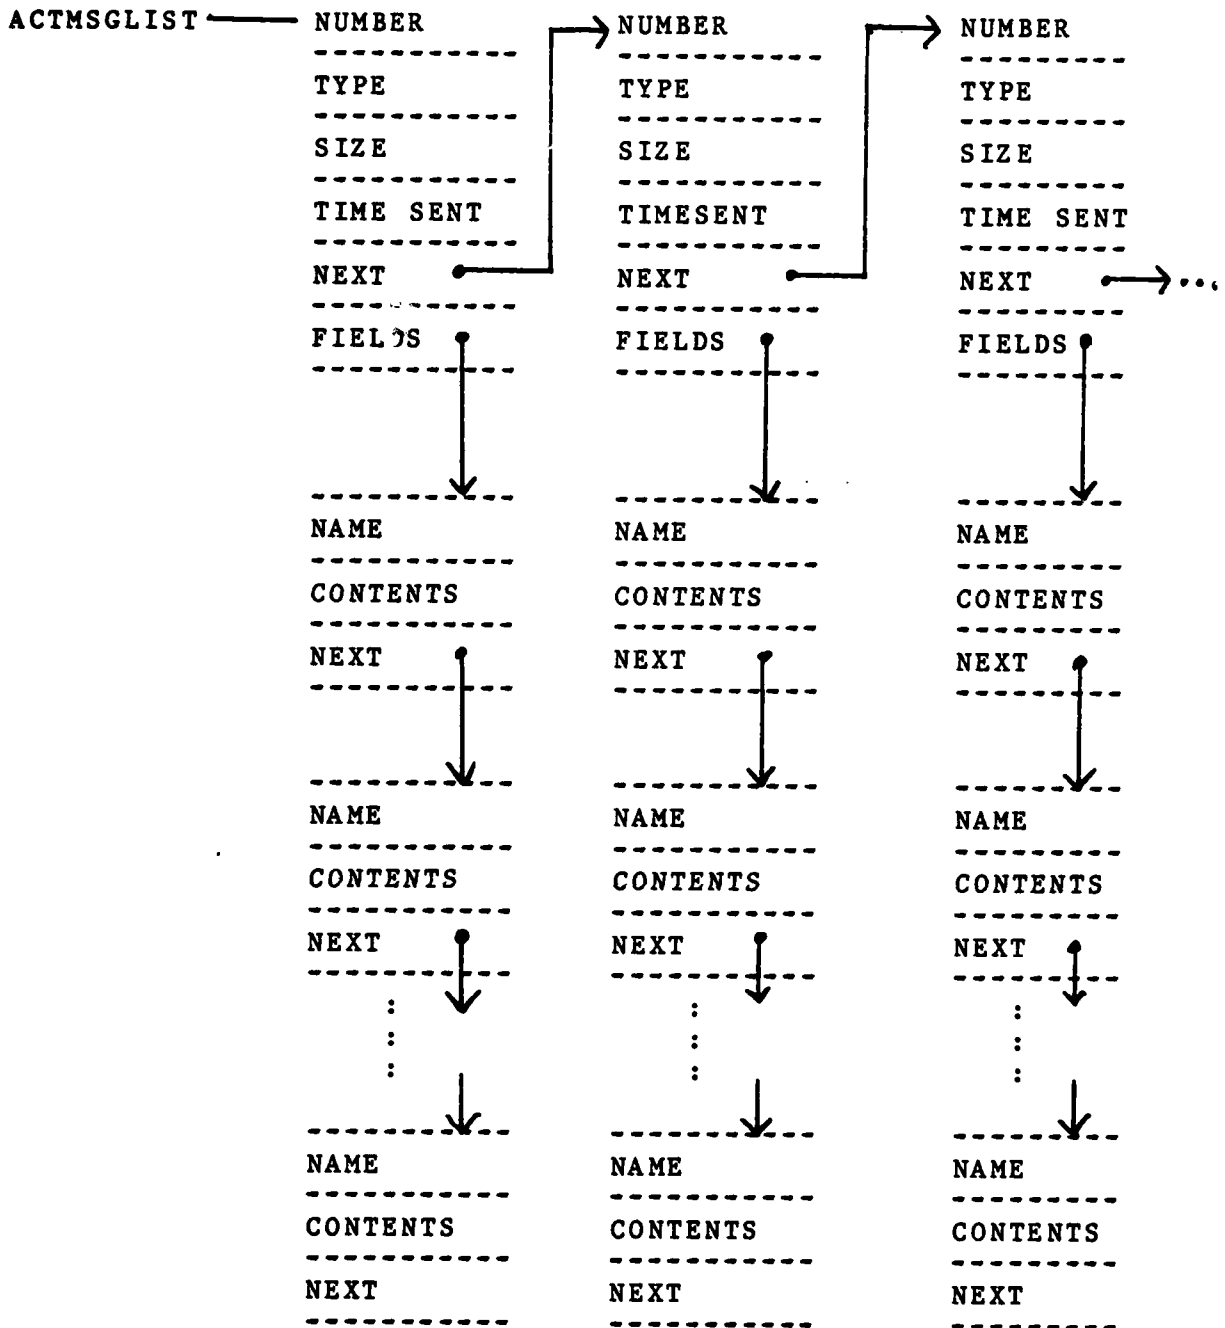 ACTMSGLIST NUMBER NUMBER NUMBER
TYPE TYPE TYPE
SIZE SIZE SIZE
TIME SENT TIMESENT TIME SENT
NEXT NEXT NEXT ...
FIELDS FIELDS FIELDS
NAME NAME NAME
CONTENTS CONTENTS CONTENTS
NEXT NEXT NEXT
NAME NAME NAME
CONTENTS CONTENTS CONTENTS
NEXT NEXT NEXT
NAME NAME NAME
CONTENTS CONTENTS CONTENTS
NEXT NEXT NEXT